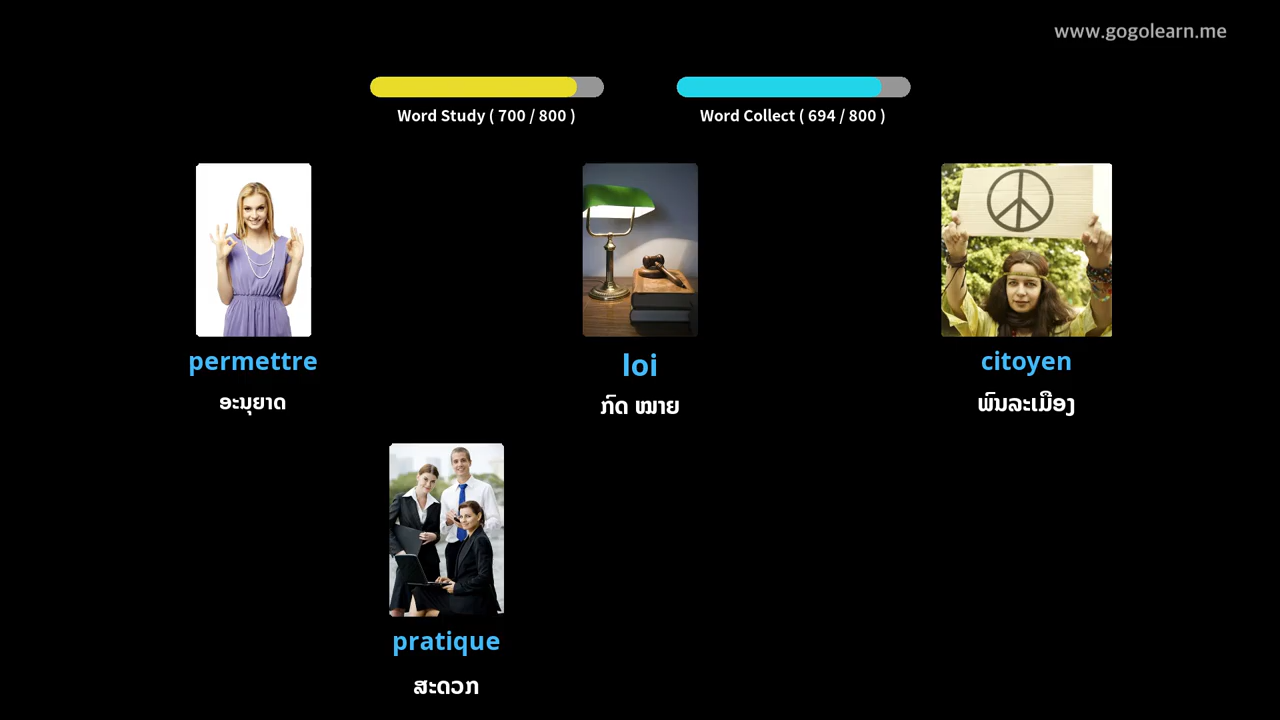 www.gogolearn.me
Word Study ( 700 / 800 )
Word Collect ( 694 / 800 )
permettre
ອະນຸຍາດ
loi
ກົດ ໝາຍ
citoyen
ພົນລະເມືອງ
pratique
ສະດວກ